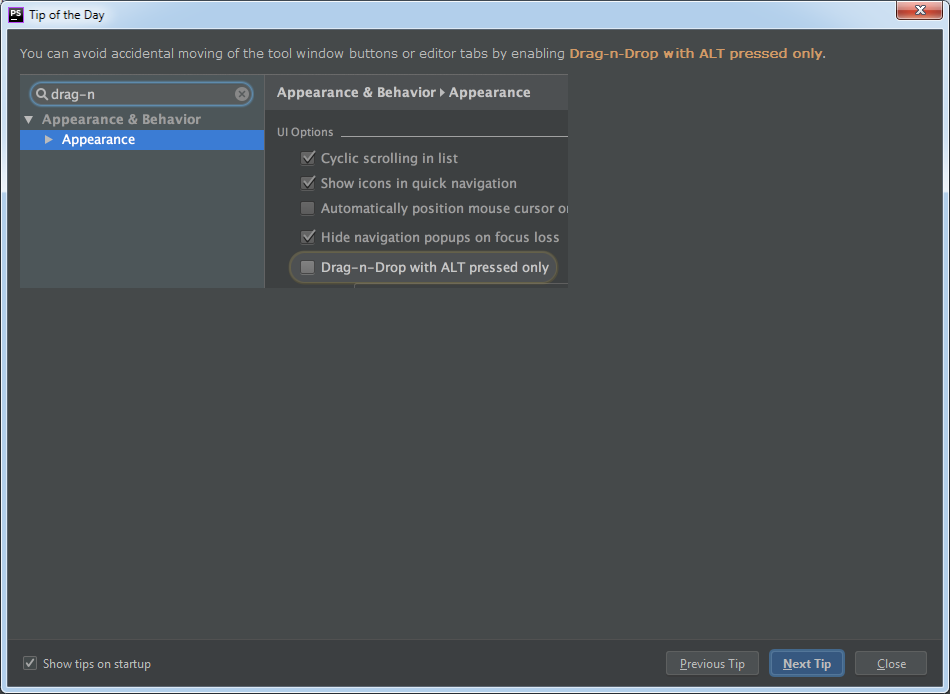 PS Tip of the Day
You can avoid accidental moving of the tool window buttons or editor tabs by enabling Drag-n-Drop with ALT pressed only.
drag-n
Appearance & Behavior
Appearance
Appearance & Behavior Appearance
UI Options
Cyclic scrolling in list
Show icons in quick navigation
Automatically position mouse cursor
Hide navigation popups on focus loss
Drag-n-Drop with ALT pressed only
Show tips on startup
Previous Tip
Next Tip
Close